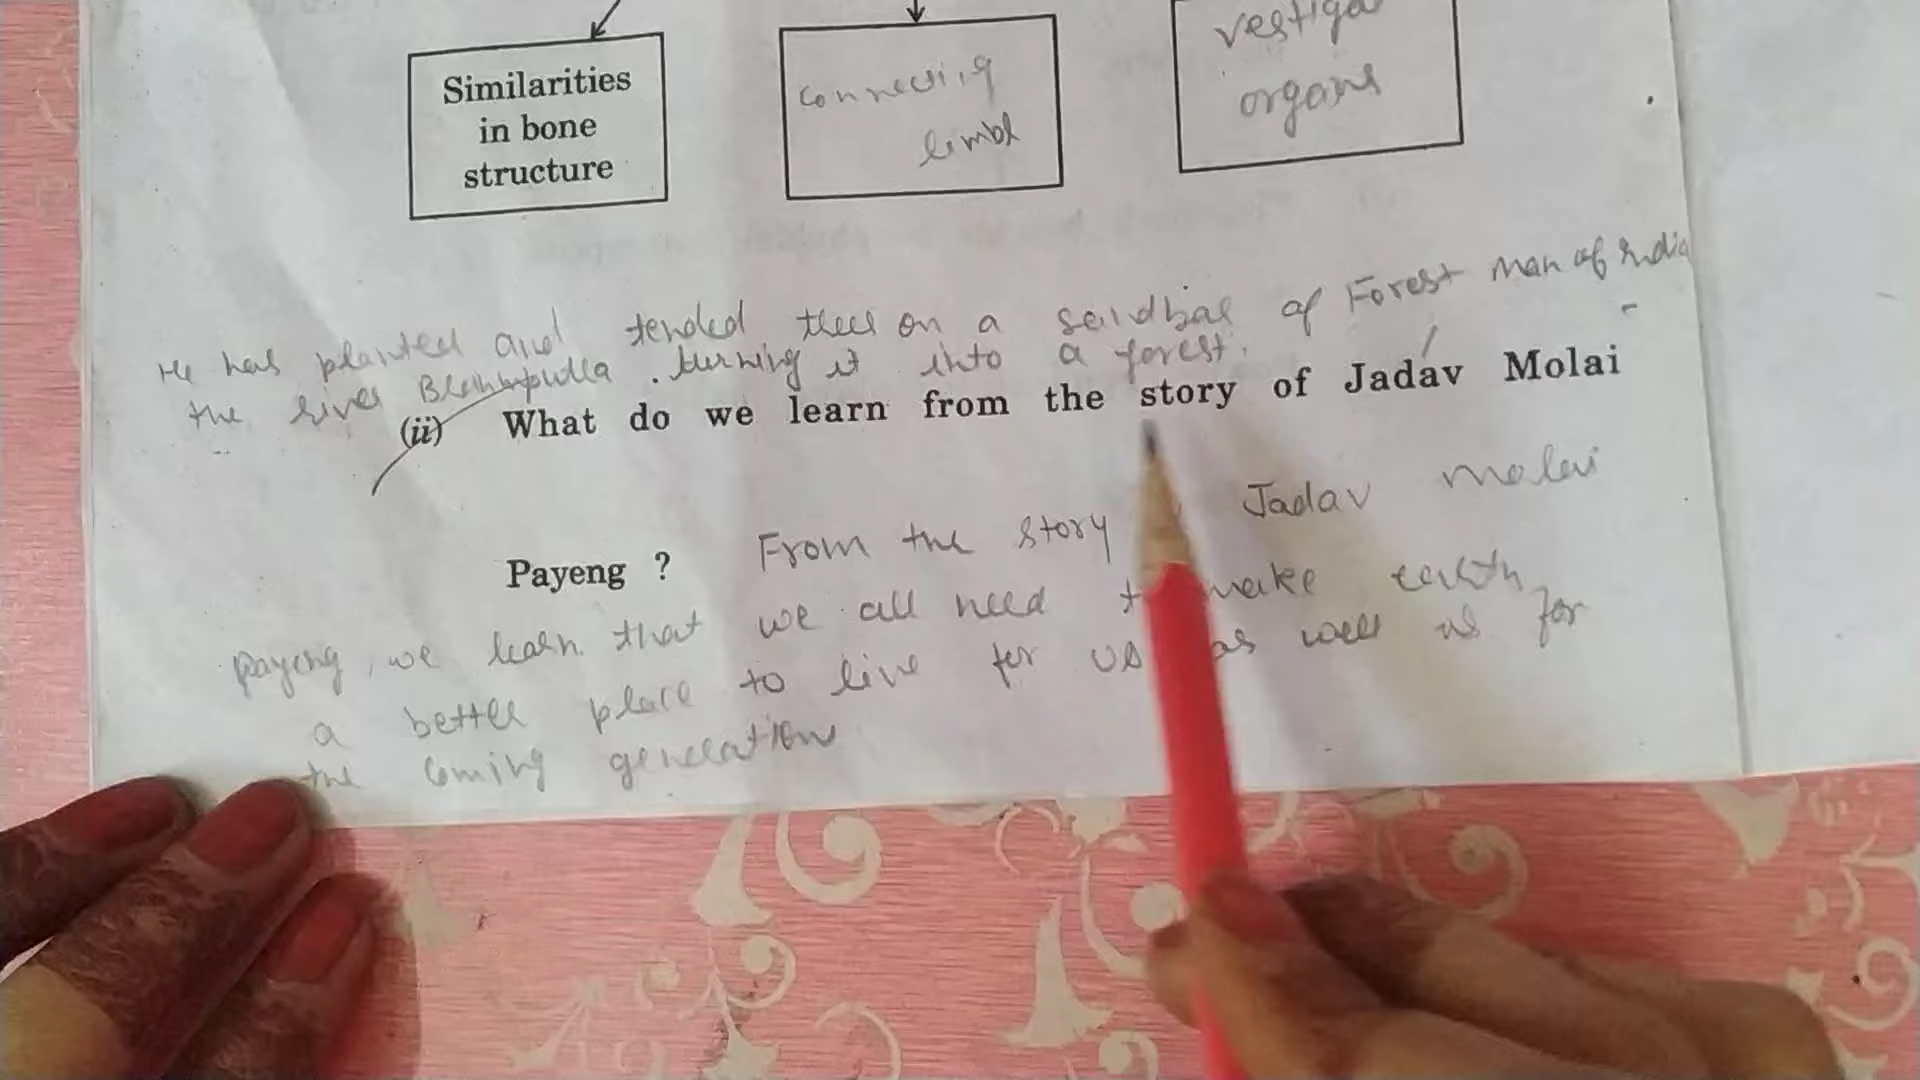 Similarities
in bone
structure
Connecting
limbs
vestiga
organs
He has planted and tended tree on a sandbar of Forest Man of India
the river . turning it into a forest.
(ii) What do we learn from the story of Jadav Molai
Payeng ? From the story Jadav Molai
Payeng, we learn that we all need t make earth
a better place to live for us as well as for
the coming generation